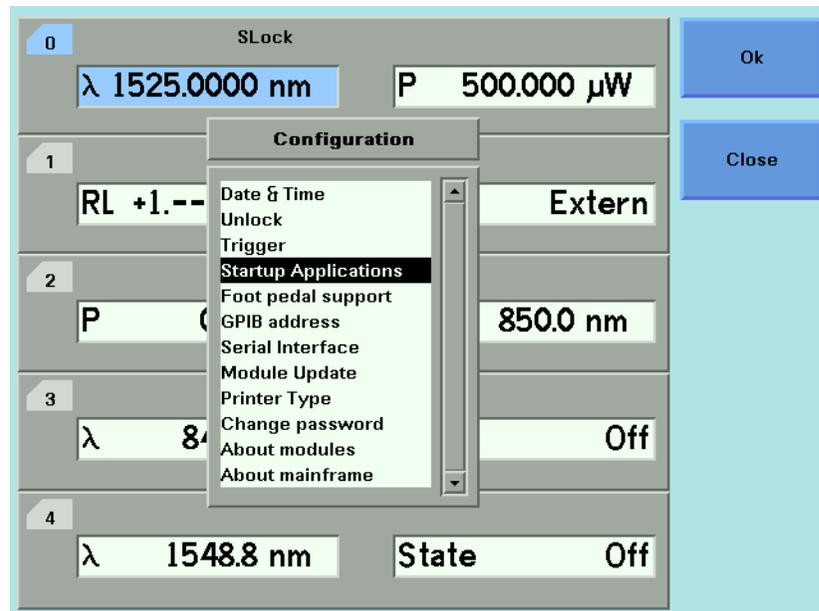 0
SLock
λ 1525.0000 nm
P 500.000 µW
Ok
Close
Configuration
1
RL +1.--
Extern
Date & Time
Unlock
Trigger
Startup Applications
Foot pedal support
GPIB address
Serial Interface
Module Update
Printer Type
Change password
About modules
About mainframe
2
P
850.0 nm
3
λ
Off
4
λ 1548.8 nm
State Off